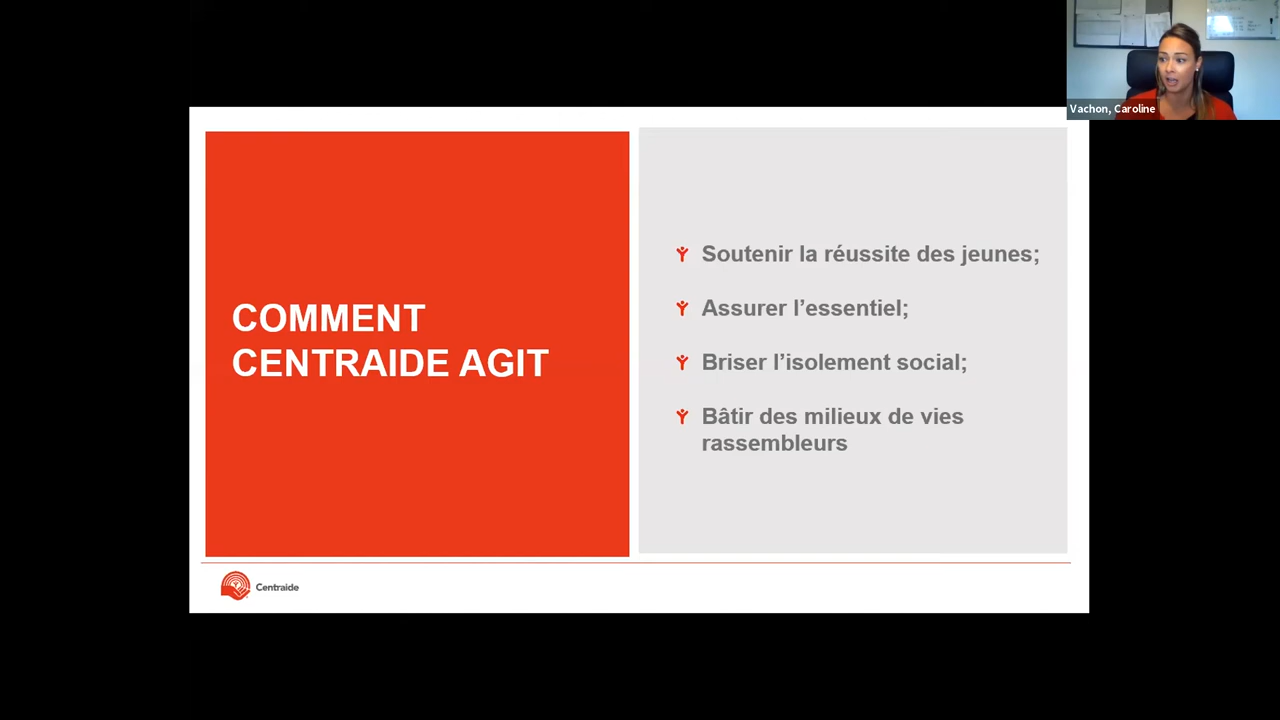 Vachon, Caroline
COMMENT
CENTRAIDE AGIT
Soutenir la réussite des jeunes;
Assurer l’essentiel;
Briser l’isolement social;
Bâtir des milieux de vies
rassembleurs
Centraide